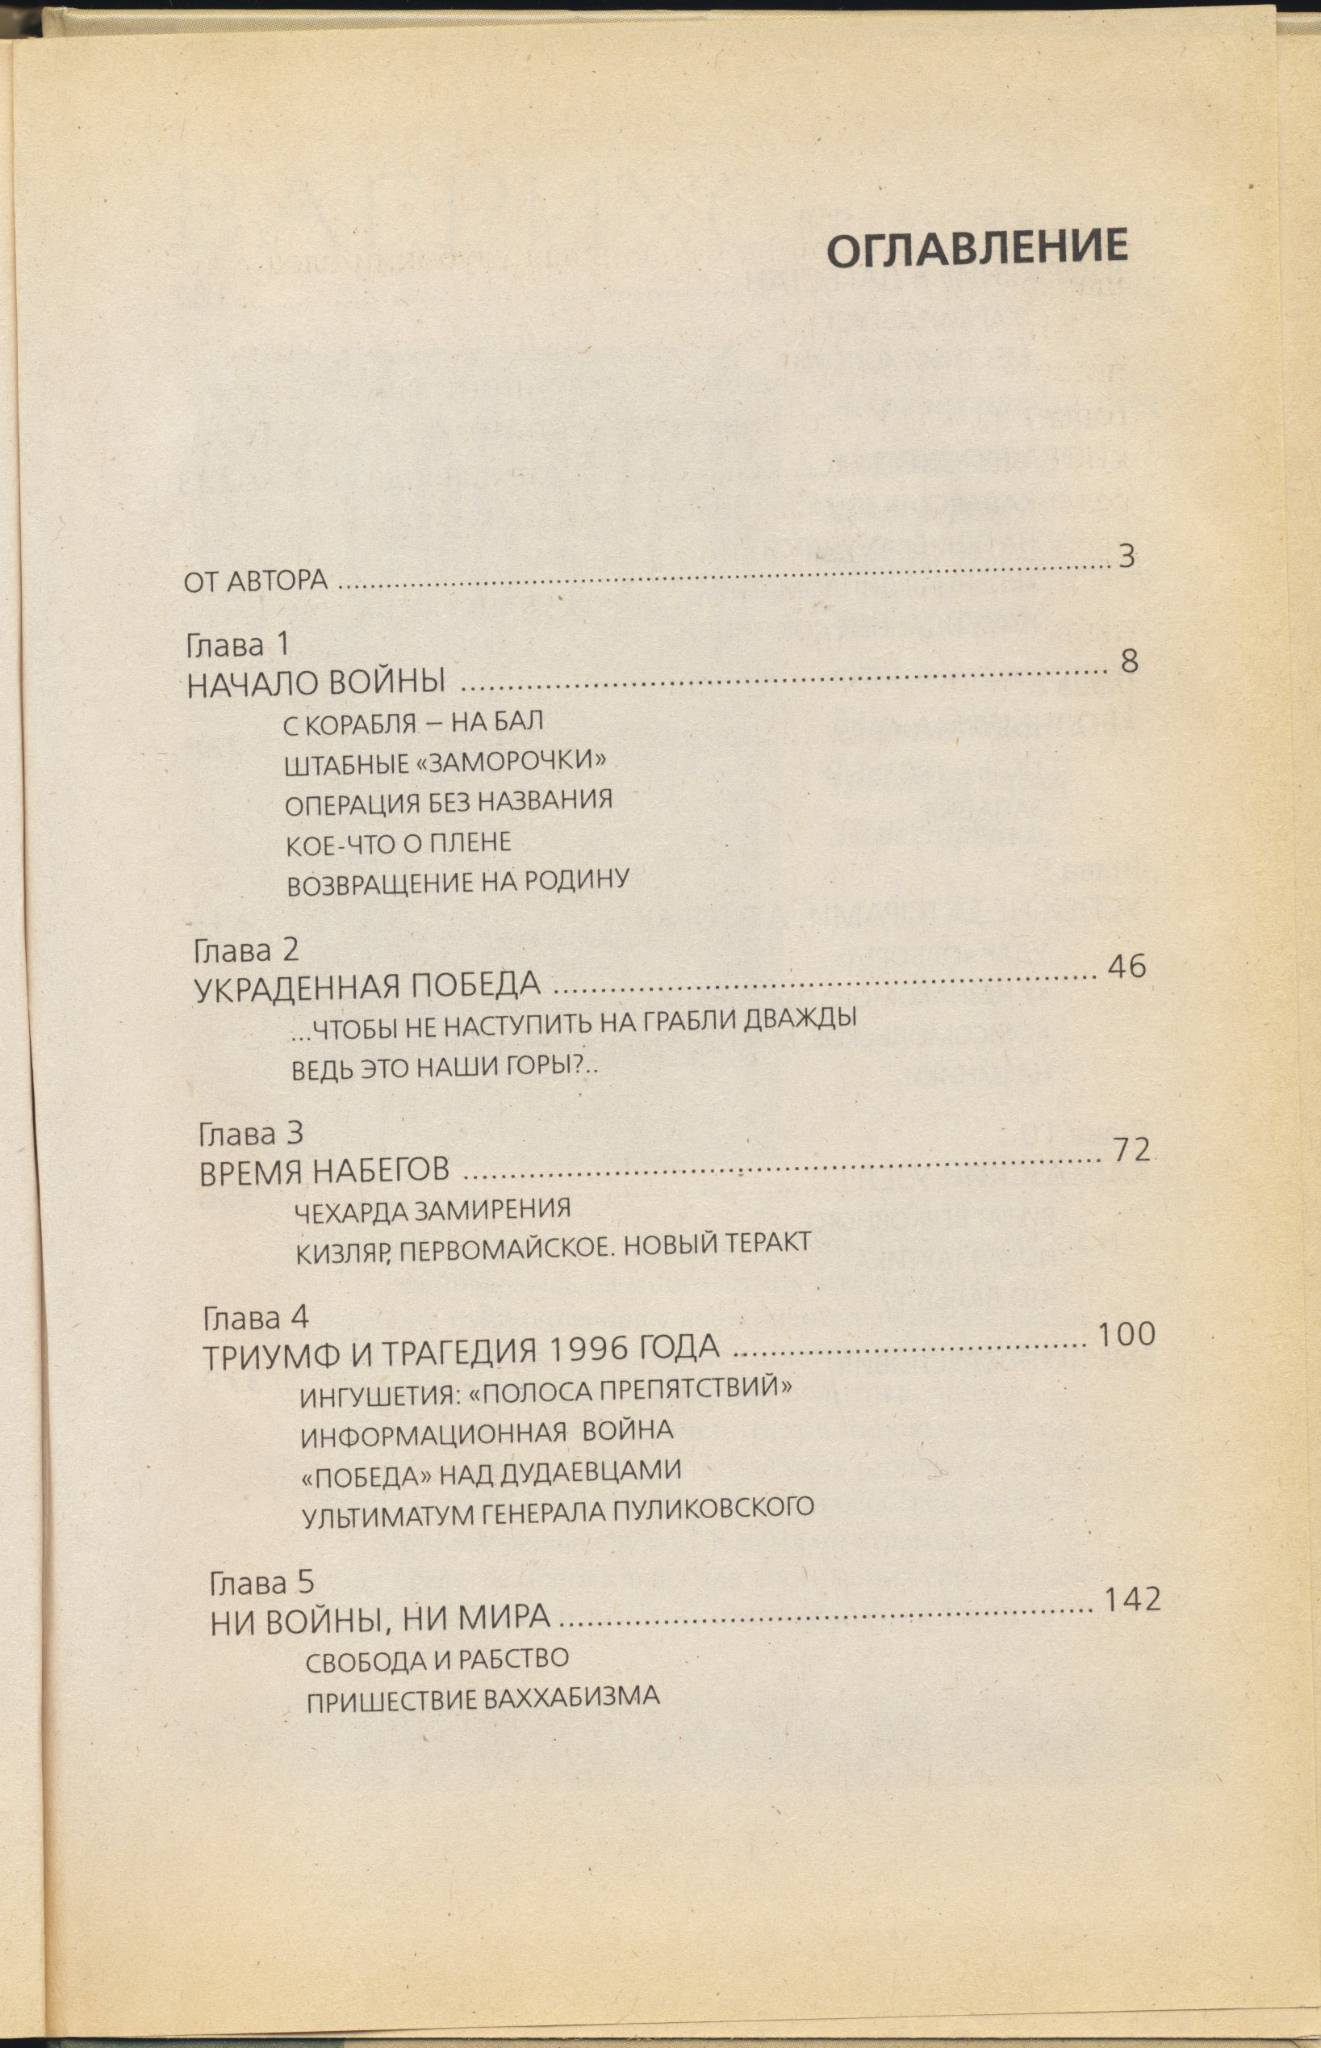 ОГЛАВЛЕНИЕ
ОТ АВТОРА ........ 3
Глава 1
НАЧАЛО ВОЙНЫ ........ 8
С КОРАБЛЯ – НА БАЛ
ШТАБНЫЕ «ЗАМОРОЧКИ»
ОПЕРАЦИЯ БЕЗ НАЗВАНИЯ
КОЕ-ЧТО О ПЛЕНЕ
ВОЗВРАЩЕНИЕ НА РОДИНУ
Глава 2
УКРАДЕННАЯ ПОБЕДА ........ 46
...ЧТОБЫ НЕ НАСТУПИТЬ НА ГРАБЛИ ДВАЖДЫ
ВЕДЬ ЭТО НАШИ ГОРЫ?..
Глава 3
ВРЕМЯ НАБЕГОВ ........ 72
ЧЕХАРДА ЗАМИРЕНИЯ
КИЗЛЯР, ПЕРВОМАЙСКОЕ. НОВЫЙ ТЕРАКТ
Глава 4
ТРИУМФ И ТРАГЕДИЯ 1996 ГОДА ........ 100
ИНГУШЕТИЯ: «ПОЛОСА ПРЕПЯТСТВИЙ»
ИНФОРМАЦИОННАЯ ВОЙНА
«ПОБЕДА» НАД ДУДАЕВЦАМИ
УЛЬТИМАТУМ ГЕНЕРАЛА ПУЛИКОВСКОГО
Глава 5
НИ ВОЙНЫ, НИ МИРА ........ 142
СВОБОДА И РАБСТВО
ПРИШЕСТВИЕ ВАХХАБИЗМА